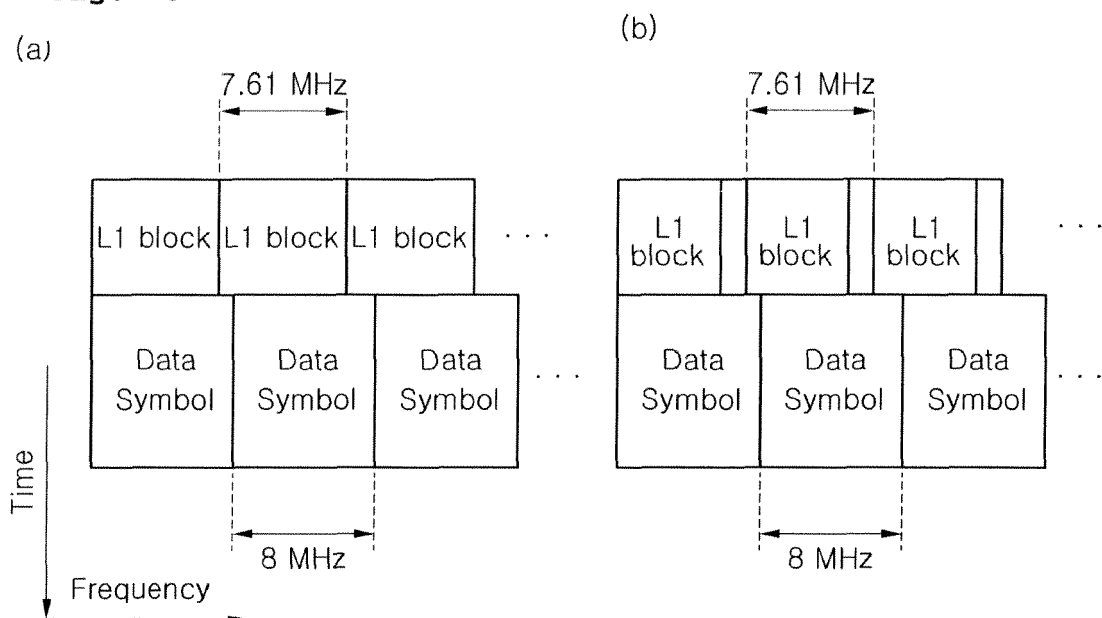 (a)
(b)
7.61 MHz
7.61 MHz
L1 block L1 block L1 block . . .
L1 block L1 block L1 block . . .
Data Symbol Data Symbol Data Symbol . . .
Data Symbol Data Symbol Data Symbol . . .
8 MHz
8 MHz
Time
Frequency